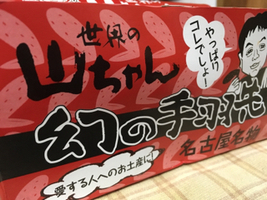 世界の
山ちゃん
やっぱり
コレでしょー
幻の手羽先
名古屋名物
愛する人へのお土産に